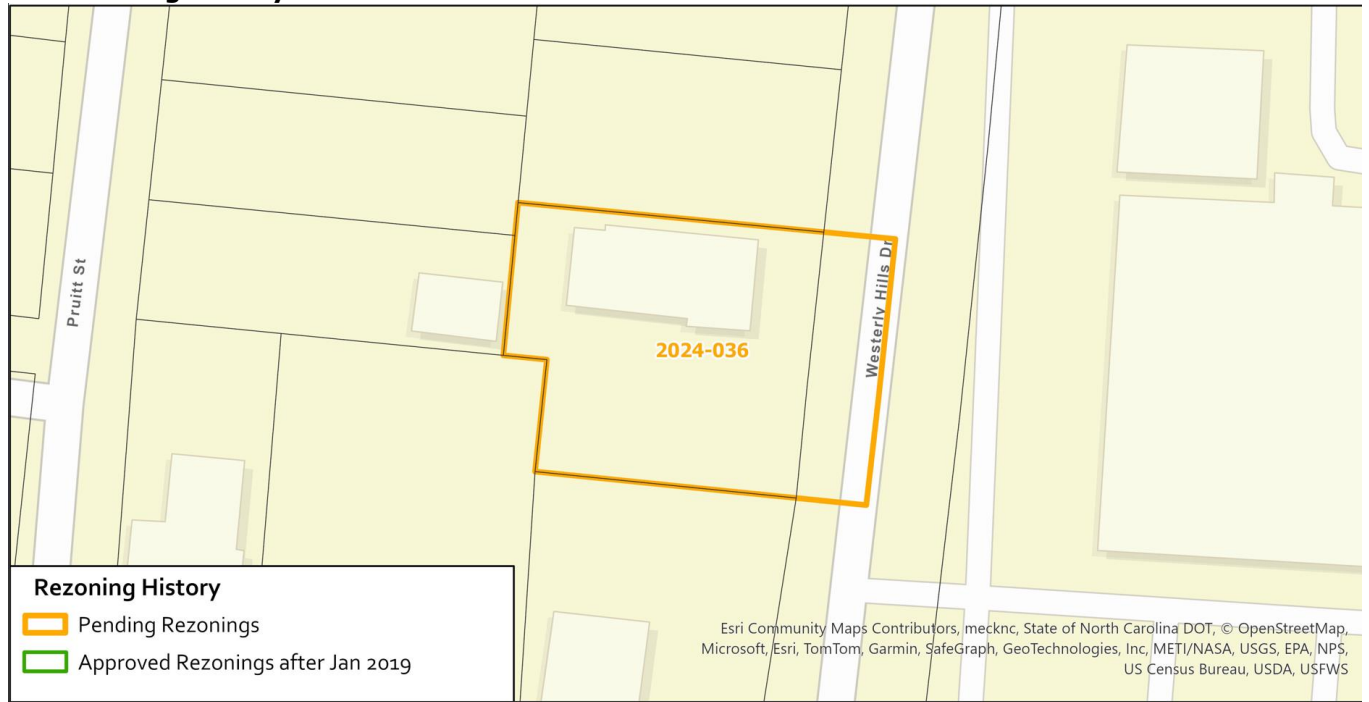 Pruitt St
Westerly Hills Dr
2024-036
Rezoning History
Pending Rezonings
Approved Rezonings after Jan 2019
Esri Community Maps Contributors, mecknc, State of North Carolina DOT, © OpenStreetMap,
Microsoft, Esri, TomTom, Garmin, SafeGraph, GeoTechnologies, Inc, METI/NASA, USGS, EPA, NPS,
US Census Bureau, USDA, USFWS